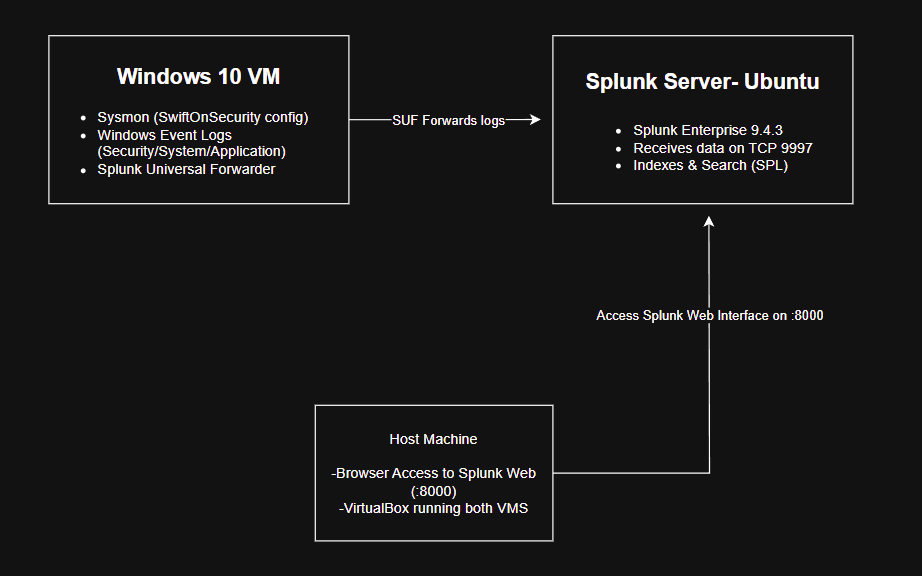 Windows 10 VM
Sysmon (SwiftOnSecurity config)
Windows Event Logs
(Security/System/Application)
Splunk Universal Forwarder
SUF Forwards logs
Splunk Server- Ubuntu
Splunk Enterprise 9.4.3
Receives data on TCP 9997
Indexes & Search (SPL)
Access Splunk Web Interface on :8000
Host Machine
-Browser Access to Splunk Web
(:8000)
-VirtualBox running both VMS